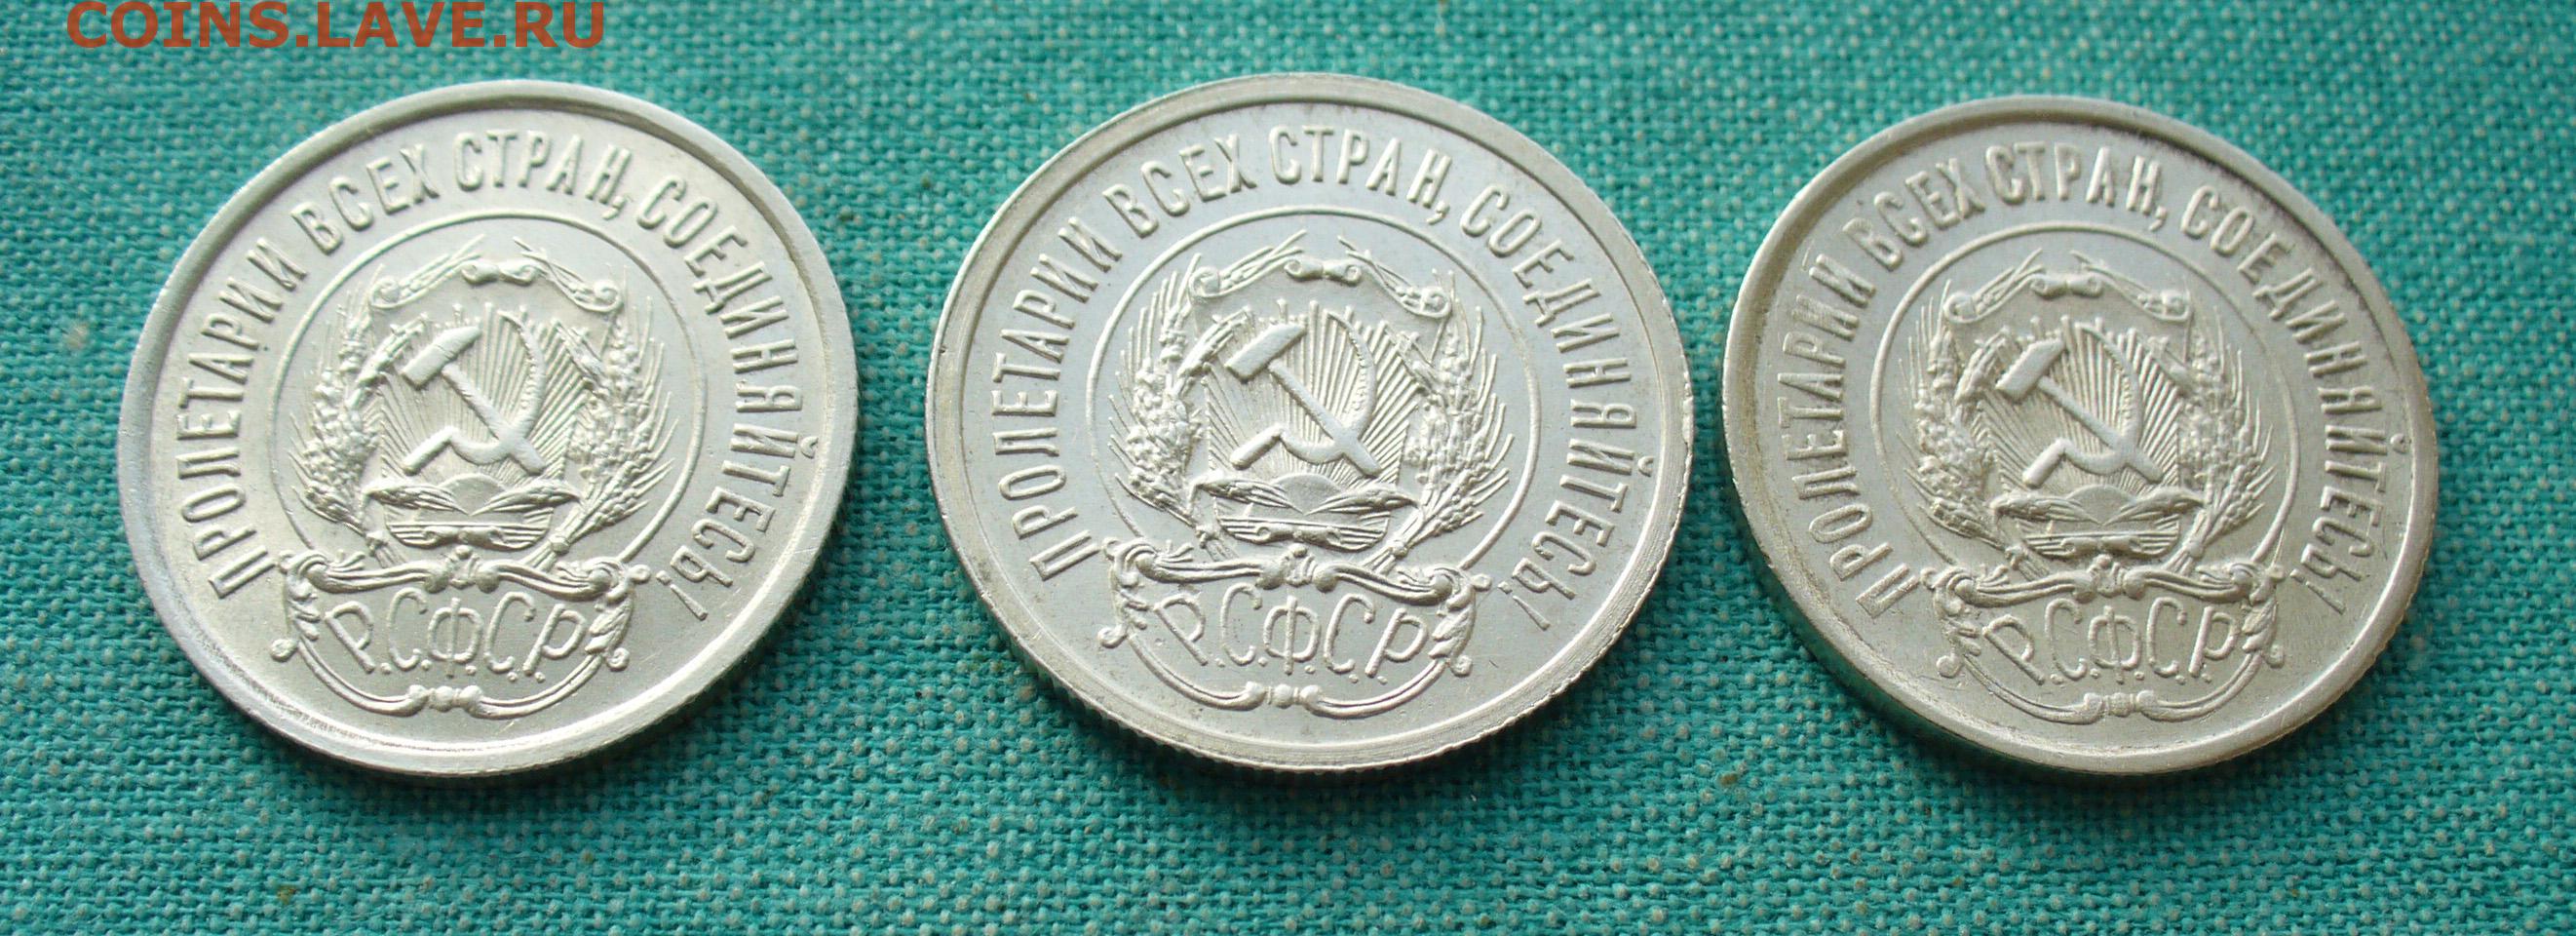 COINS.LAVE.RU
ПРОЛЕТАРИИ ВСЕХ СТРАН, СОЕДИНЯЙТЕСЬ!
Р.С.Ф.С.Р.
ПРОЛЕТАРИИ ВСЕХ СТРАН, СОЕДИНЯЙТЕСЬ!
Р.С.Ф.С.Р.
ПРОЛЕТАРИИ ВСЕХ СТРАН, СОЕДИНЯЙТЕСЬ!
Р.С.Ф.С.Р.